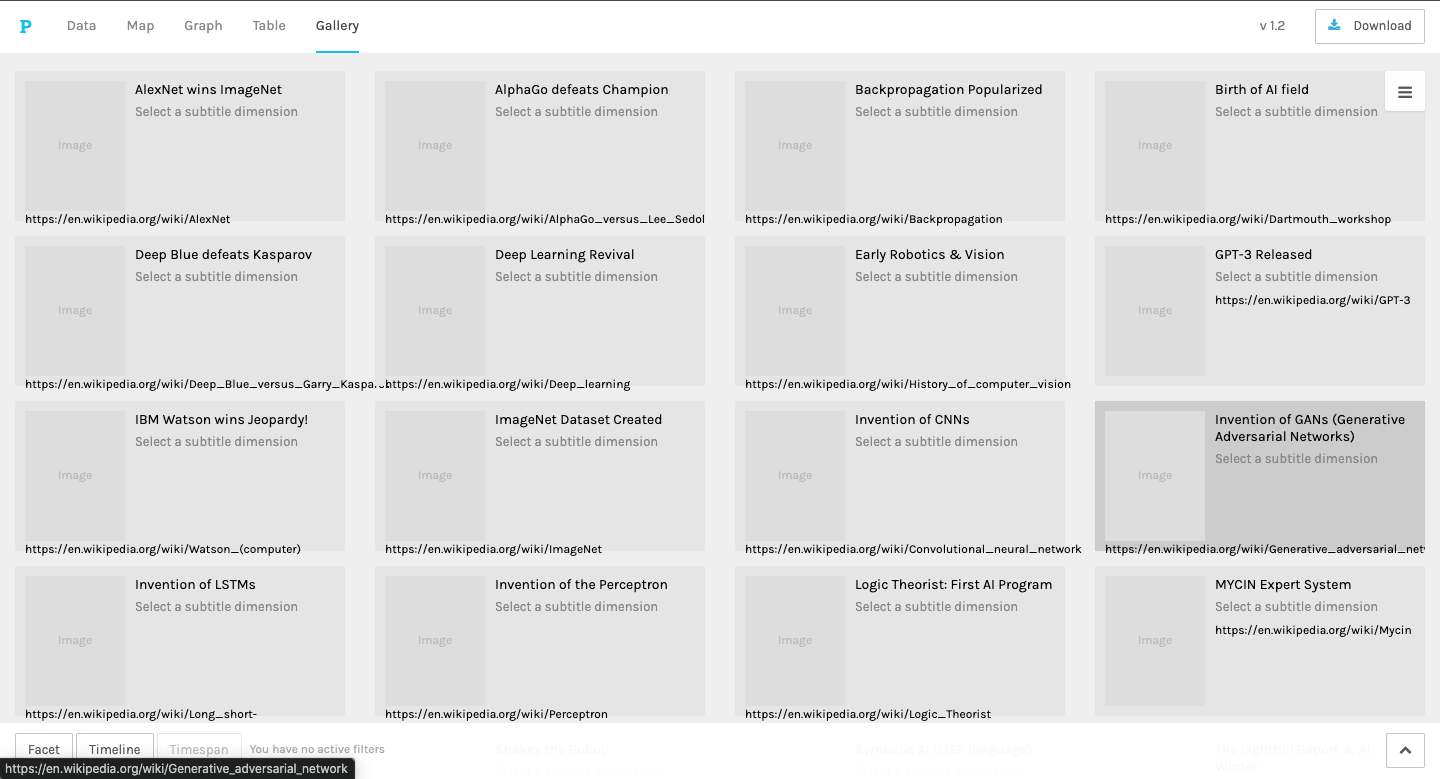 P Data Map Graph Table Gallery v 1.2 Download
AlexNet wins ImageNet
Select a subtitle dimension
Image
https://en.wikipedia.org/wiki/AlexNet
AlphaGo defeats Champion
Select a subtitle dimension
Image
https://en.wikipedia.org/wiki/AlphaGo_versus_Lee_Sedol
Backpropagation Popularized
Select a subtitle dimension
Image
https://en.wikipedia.org/wiki/Backpropagation
Birth of AI field
Select a subtitle dimension
Image
https://en.wikipedia.org/wiki/Dartmouth_workshop
Deep Blue defeats Kasparov
Select a subtitle dimension
Image
https://en.wikipedia.org/wiki/Deep_Blue_versus_Garry_Kaspa
Deep Learning Revival
Select a subtitle dimension
Image
https://en.wikipedia.org/wiki/Deep_learning
Early Robotics & Vision
Select a subtitle dimension
Image
https://en.wikipedia.org/wiki/History_of_computer_vision
GPT-3 Released
Select a subtitle dimension
https://en.wikipedia.org/wiki/GPT-3
Image
IBM Watson wins Jeopardy!
Select a subtitle dimension
Image
https://en.wikipedia.org/wiki/Watson_(computer)
ImageNet Dataset Created
Select a subtitle dimension
Image
https://en.wikipedia.org/wiki/ImageNet
Invention of CNNs
Select a subtitle dimension
Image
https://en.wikipedia.org/wiki/Convolutional_neural_network
Invention of GANs (Generative
Adversarial Networks)
Select a subtitle dimension
Image
https://en.wikipedia.org/wiki/Generative_adversarial_net
Invention of LSTMs
Select a subtitle dimension
Image
https://en.wikipedia.org/wiki/Long_short-
Invention of the Perceptron
Select a subtitle dimension
Image
https://en.wikipedia.org/wiki/Perceptron
Logic Theorist: First AI Program
Select a subtitle dimension
Image
https://en.wikipedia.org/wiki/Logic_Theorist
MYCIN Expert System
Select a subtitle dimension
https://en.wikipedia.org/wiki/Mycin
Image
Facet Timeline Timespan You have no active filters
Shakey the Robot
Symbolic AI (LISP language)
The Lighthill Report & AI
Winter
https://en.wikipedia.org/wiki/Generative_adversarial_network